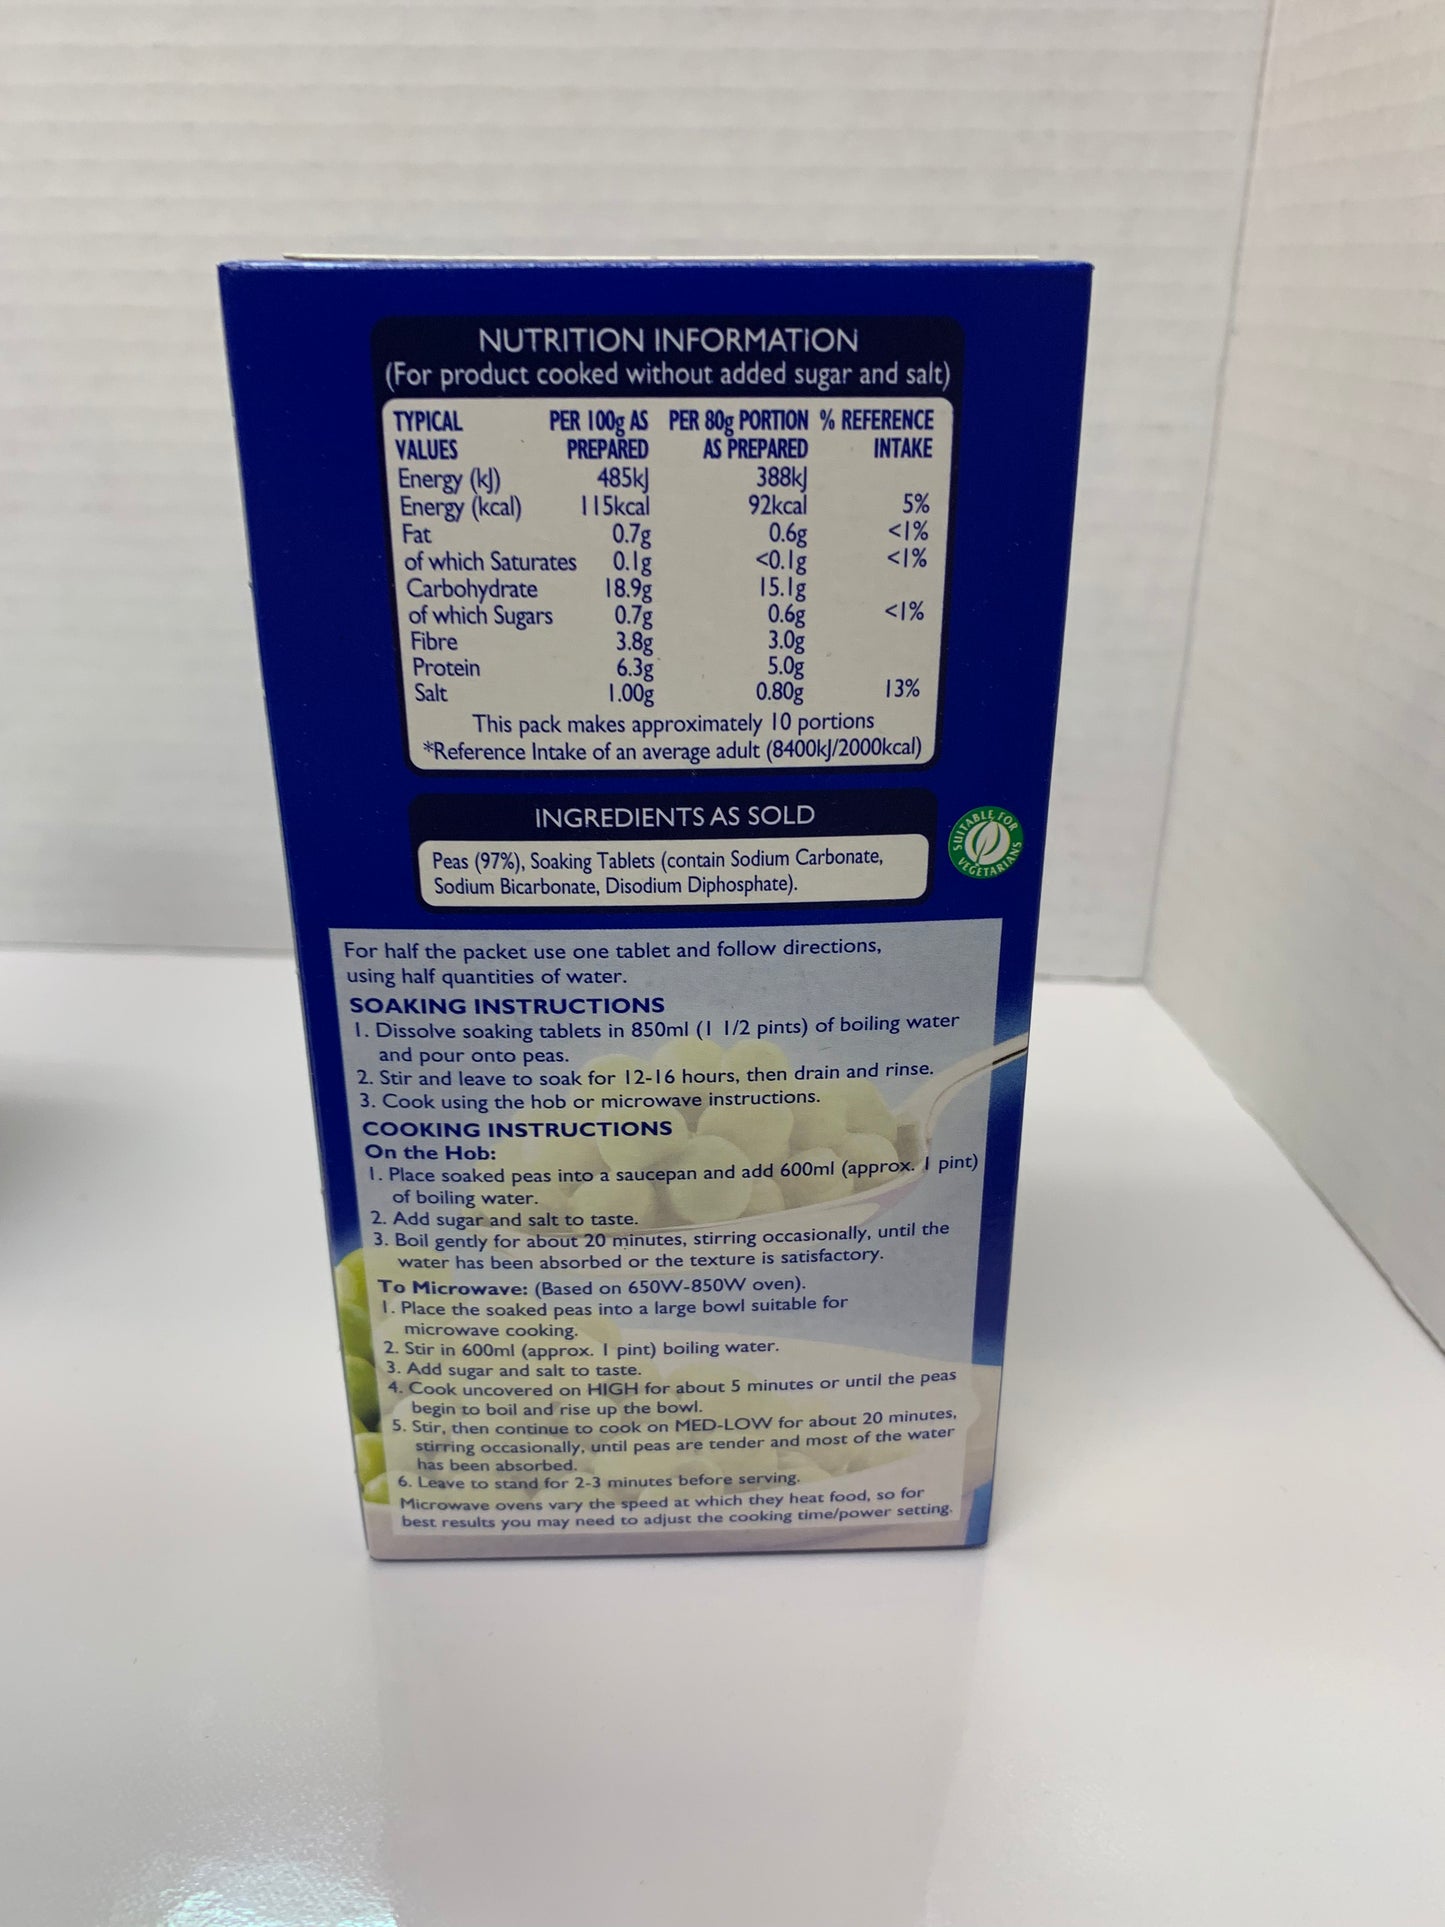 NUTRITION INFORMATION
(For product cooked without added sugar and salt)
TYPICAL VALUES PER 100g AS PREPARED PER 80g PORTION AS PREPARED % REFERENCE INTAKE
Energy (kJ) 485kJ 388kJ
Energy (kcal) 115kcal 92kcal 5%
Fat 0.7g 0.6g <1%
of which Saturates 0.1g <0.1g <1%
Carbohydrate 18.9g 15.1g
of which Sugars 0.7g 0.6g <1%
Fibre 3.8g 3.0g
Protein 6.3g 5.0g
Salt 1.00g 0.80g 13%
This pack makes approximately 10 portions
*Reference Intake of an average adult (8400kJ/2000kcal)
INGREDIENTS AS SOLD
Peas (97%), Soaking Tablets (contain Sodium Carbonate,
Sodium Bicarbonate, Disodium Diphosphate).
SUITABLE FOR VEGETARIANS
For half the packet use one tablet and follow directions,
using half quantities of water.
SOAKING INSTRUCTIONS
1. Dissolve soaking tablets in 850ml (1 1/2 pints) of boiling water
and pour onto peas.
2. Stir and leave to soak for 12-16 hours, then drain and rinse.
3. Cook using the hob or microwave instructions.
COOKING INSTRUCTIONS
On the Hob:
1. Place soaked peas into a saucepan and add 600ml (approx. 1 pint)
of boiling water.
2. Add sugar and salt to taste.
3. Boil gently for about 20 minutes, stirring occasionally, until the
water has been absorbed or the texture is satisfactory.
To Microwave: (Based on 650W-850W oven).
1. Place the soaked peas into a large bowl suitable for
microwave cooking.
2. Stir in 600ml (approx. 1 pint) boiling water.
3. Add sugar and salt to taste.
4. Cook uncovered on HIGH for about 5 minutes or until the peas
begin to boil and rise up the bowl.
5. Stir, then continue to cook on MED-LOW for about 20 minutes,
stirring occasionally, until peas are tender and most of the water
has been absorbed.
6. Leave to stand for 2-3 minutes before serving.
Microwave ovens vary the speed at which they heat food, so for
best results you may need to adjust the cooking time/power setting.